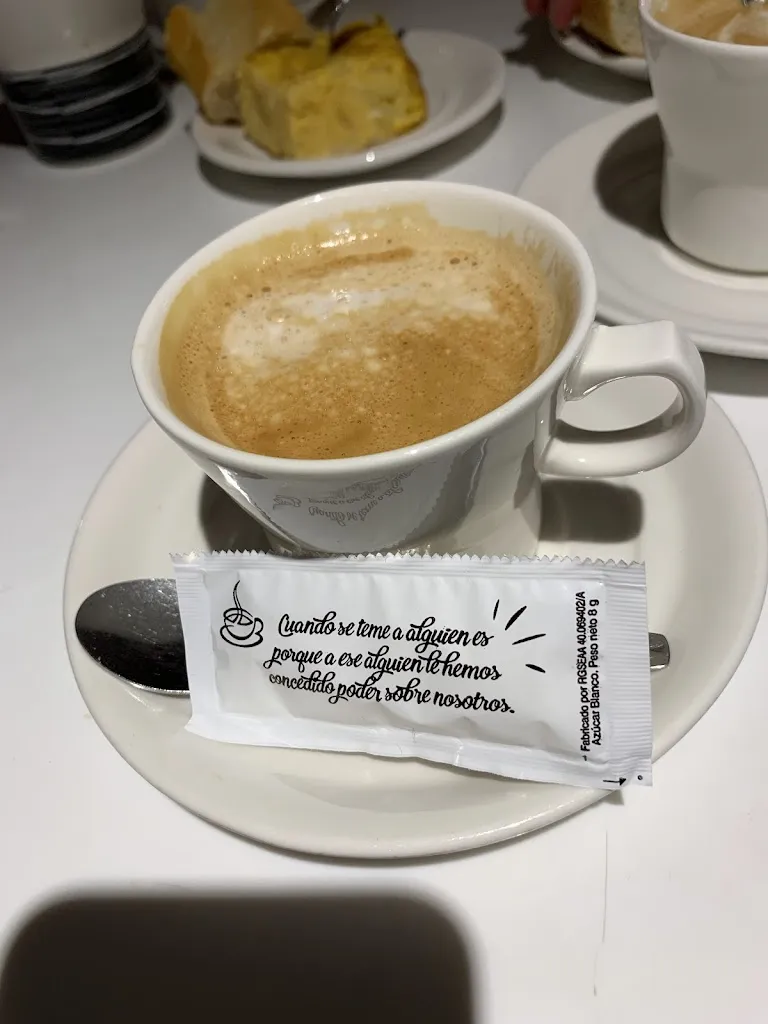 Cuando se teme a alguien es
porque a ese alguien le hemos
concedido poder sobre nosotros.
Fabricado por RGSEAA 40.069402/A
Azúcar Blanco. Peso neto 8 g